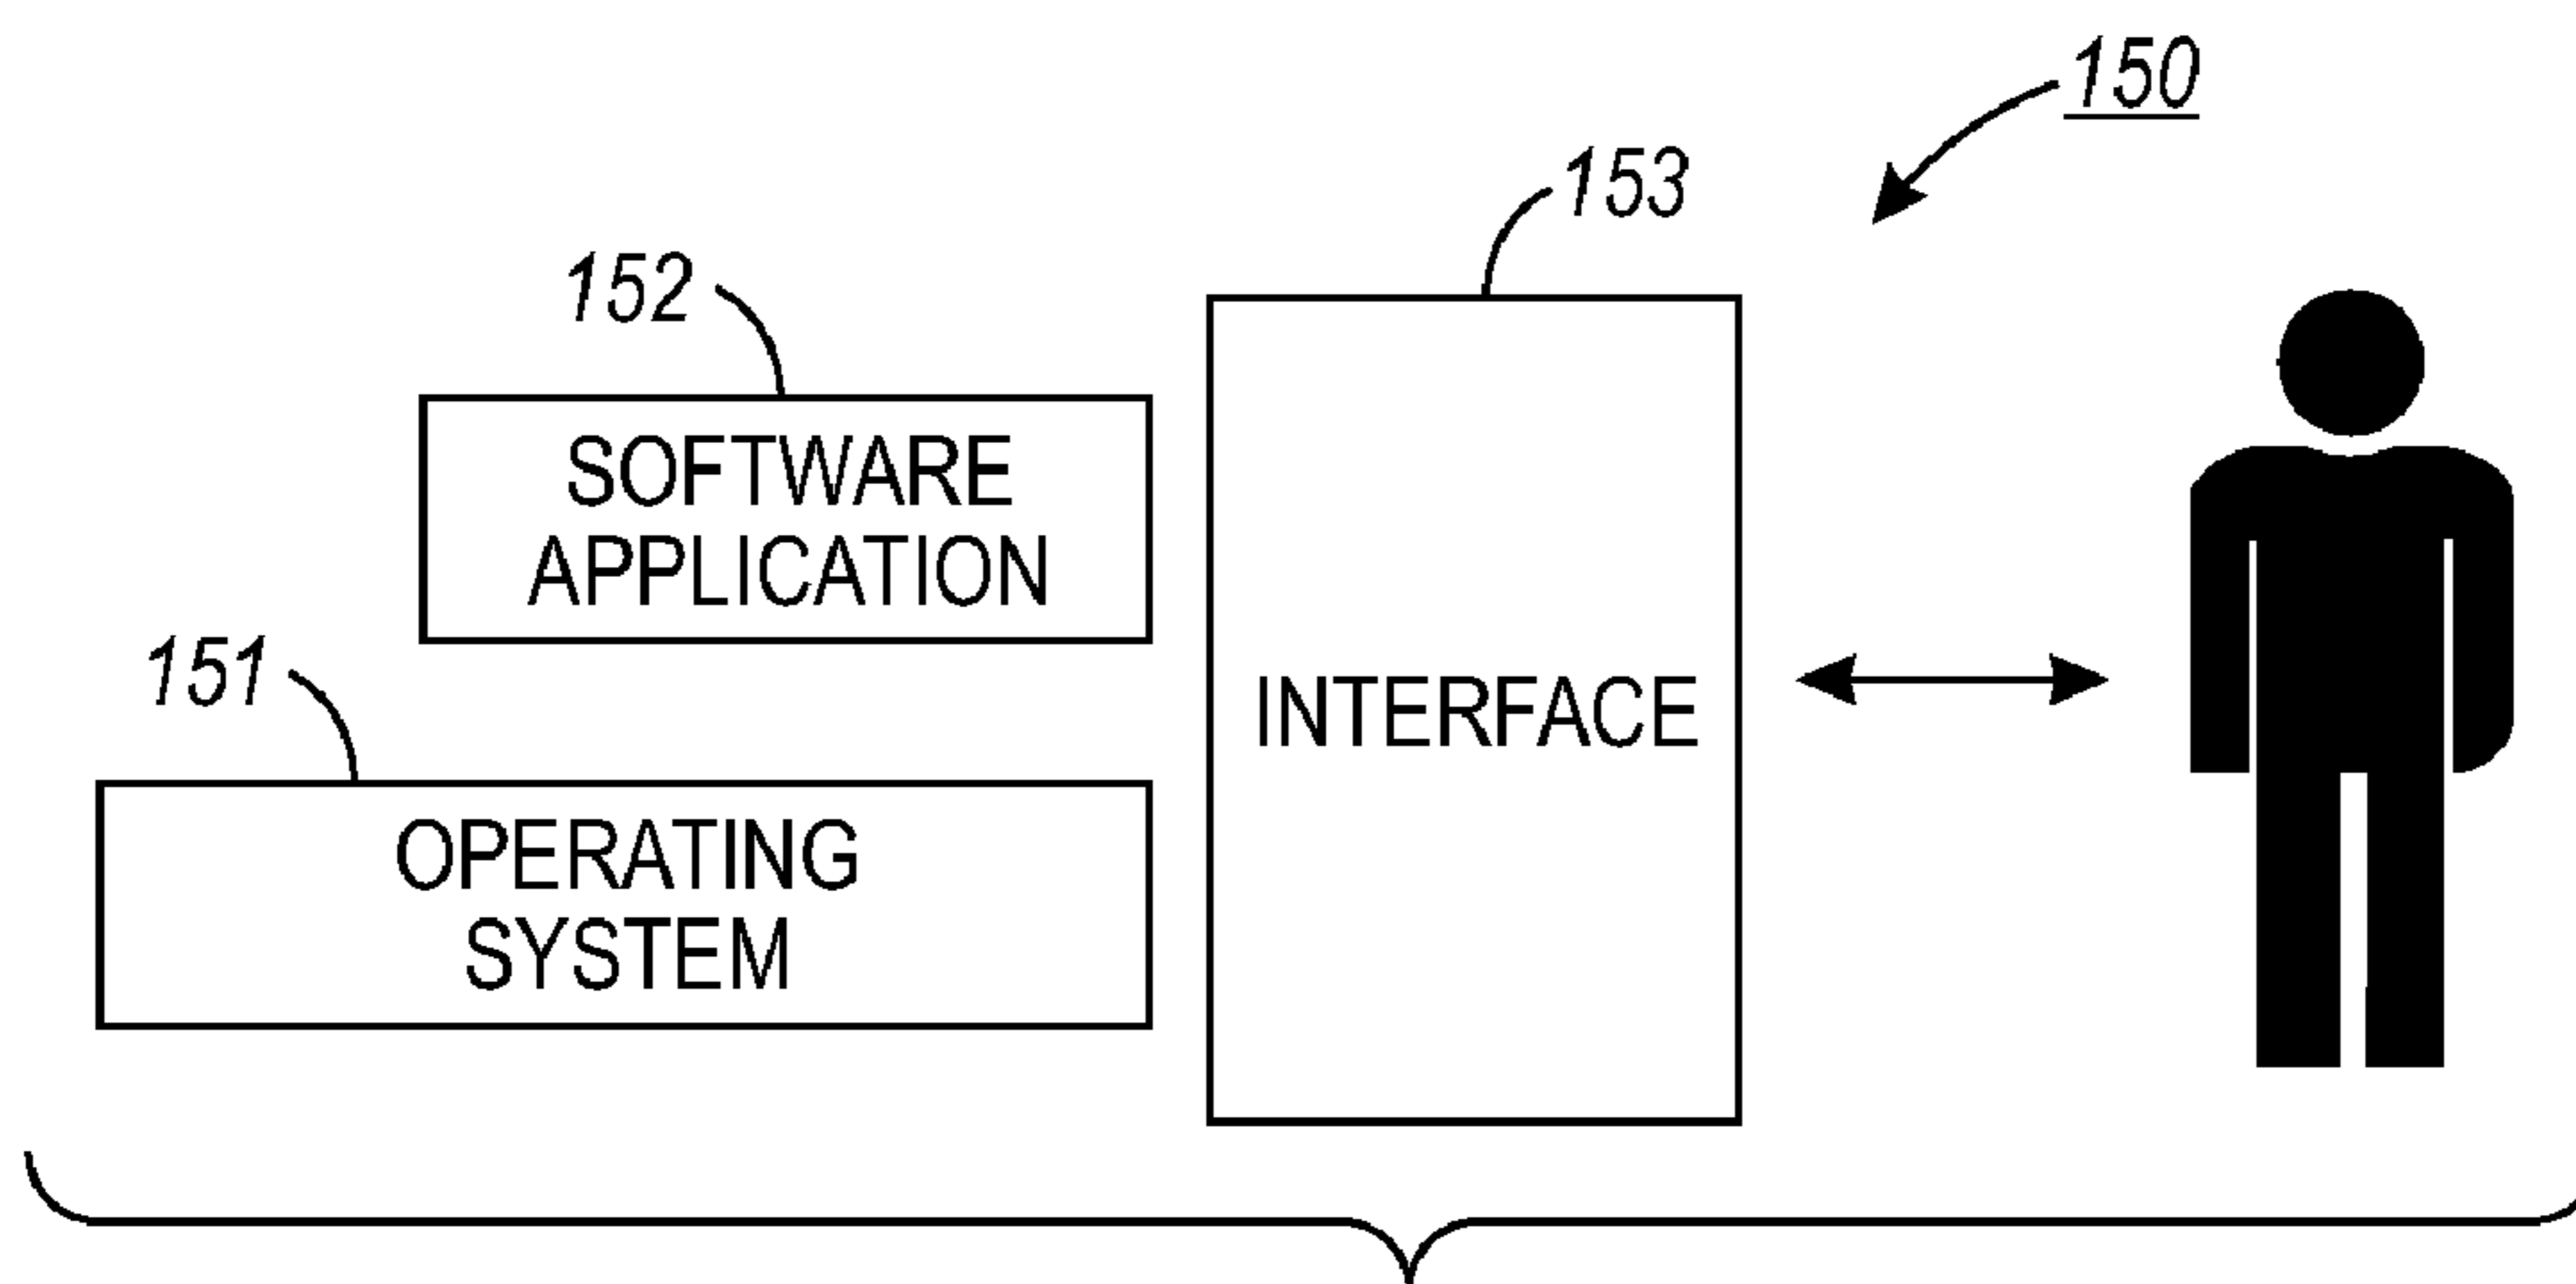 150
153
152
SOFTWARE
APPLICATION
151
INTERFACE
OPERATING
SYSTEM